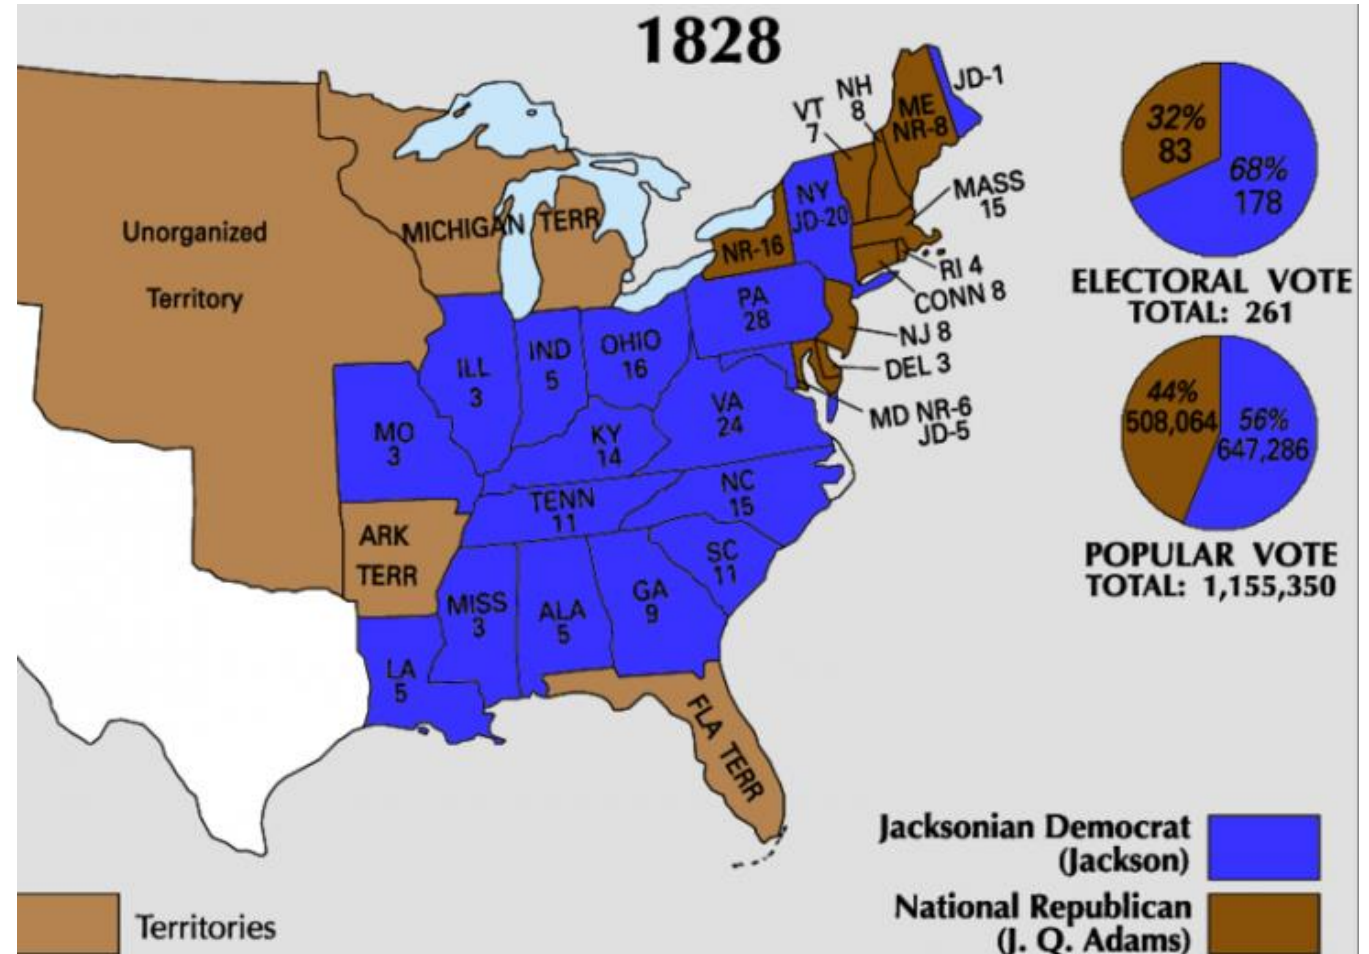 1828
JD-1
NH
8
VT
7
ME
NR-8
MASS
15
NY
JD-20
NR-16
RI 4
CONN 8
NJ 8
DEL 3
MD NR-6
JD-5
Unorganized
Territory
MICHIGAN TERR
PA
28
OHIO
16
IND
5
ILL
3
VA
24
MO
3
KY
14
NC
15
TENN
11
ARK
TERR
SC
11
GA
9
ALA
5
MISS
3
LA
5
FLA TERR
32%
83
68%
178
ELECTORAL VOTE
TOTAL: 261
44%
508,064
56%
647,286
POPULAR VOTE
TOTAL: 1,155,350
Jacksonian Democrat
(Jackson)
National Republican
(J. Q. Adams)
Territories